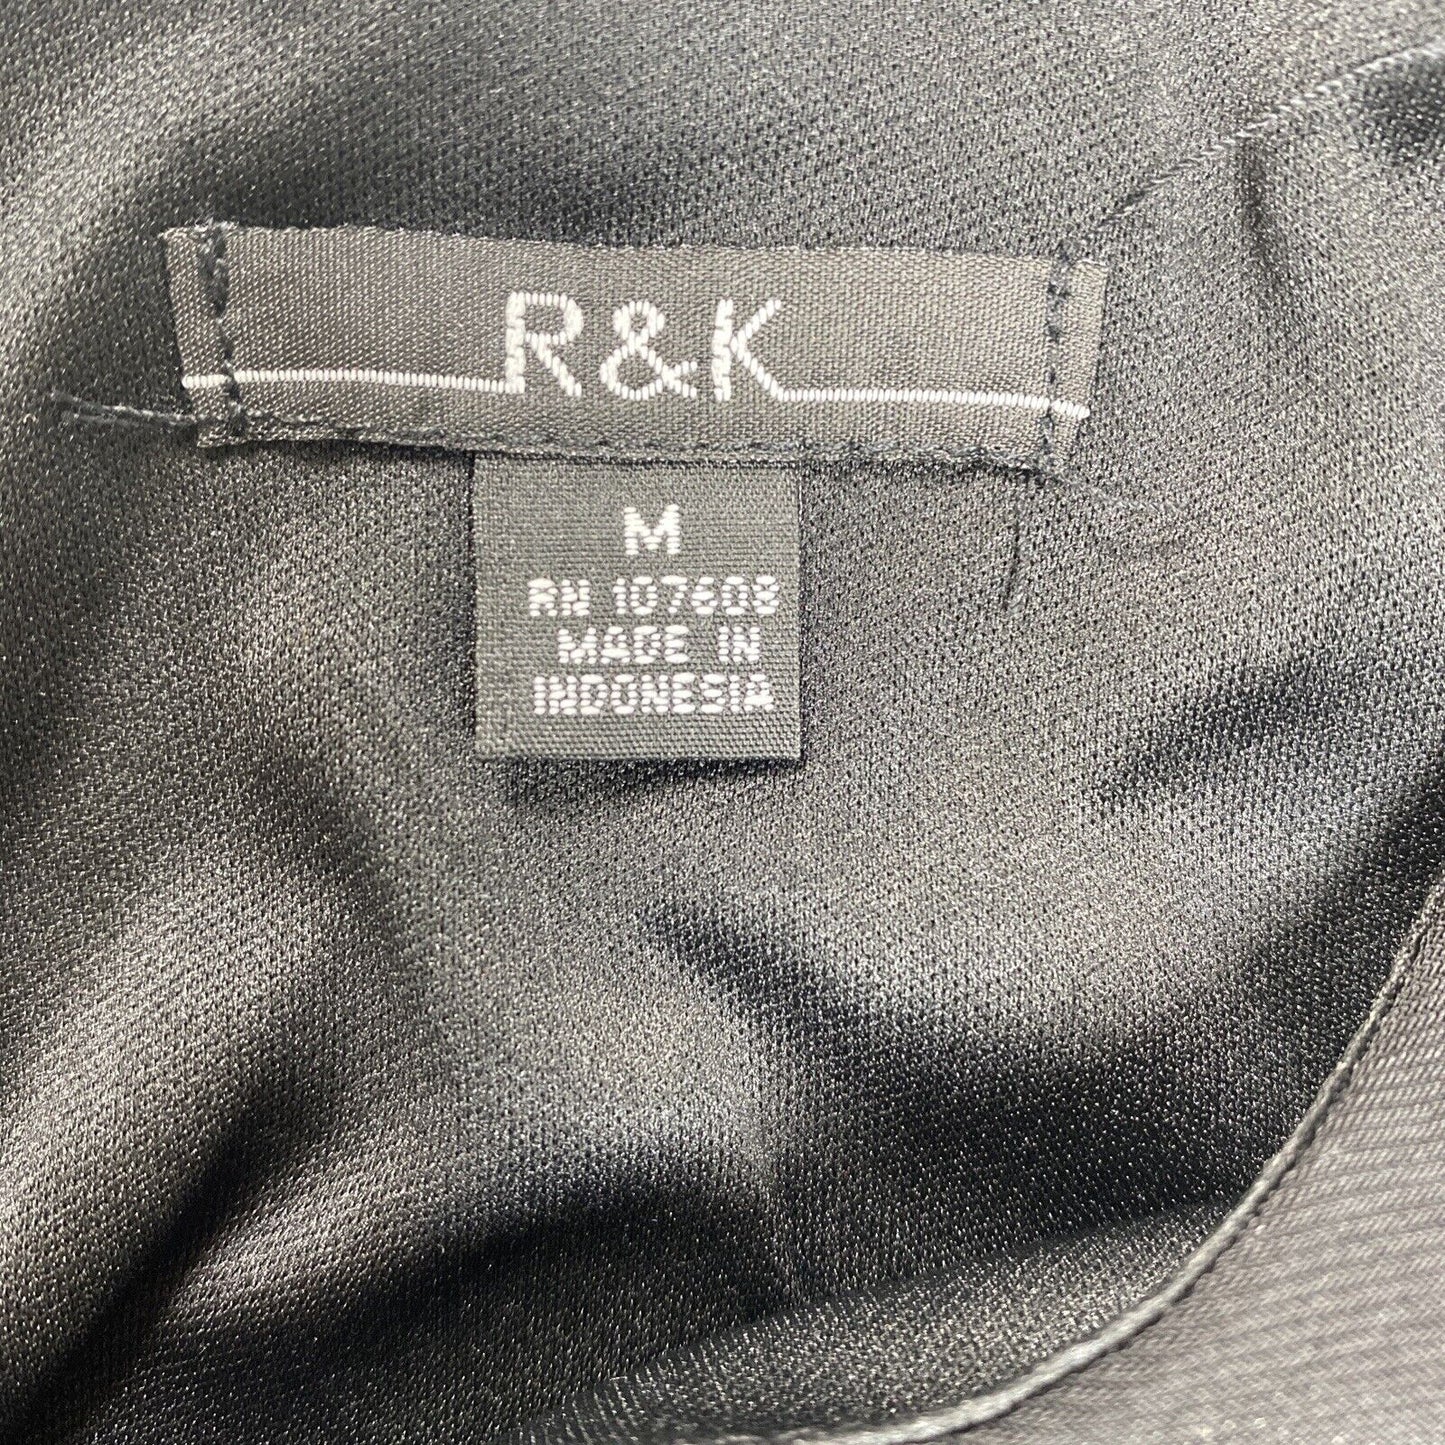 R&K
M
RN 107608
MADE IN
INDONESIA